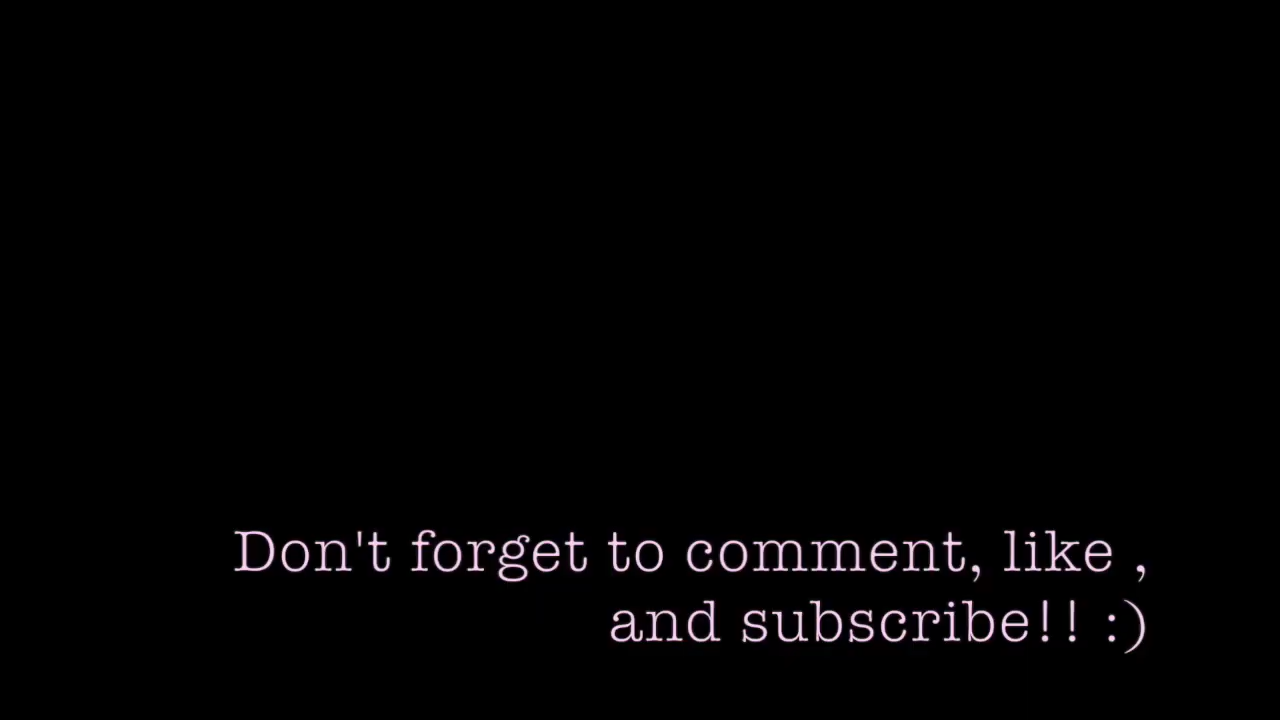 Don't forget to comment, like ,
and subscribe!! :)